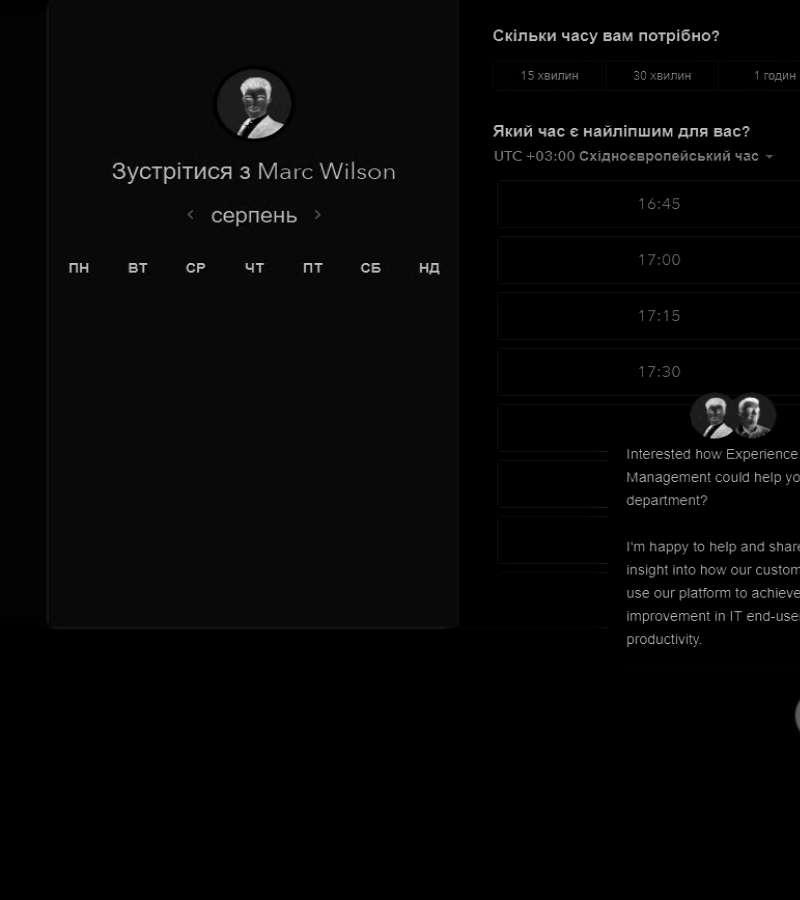 Зустрітися з Marc Wilson
серпень
ПН ВТ СР ЧТ ПТ СБ НД
Скільки часу вам потрібно?
15 хвилин 30 хвилин 1 годин
Який час є найліпшим для вас?
UTC +03:00 Східноєвропейський час
16:45
17:00
17:15
17:30
Interested how Experience
Management could help yo
department?
I'm happy to help and share
insight into how our custom
use our platform to achieve
improvement in IT end-use
productivity.